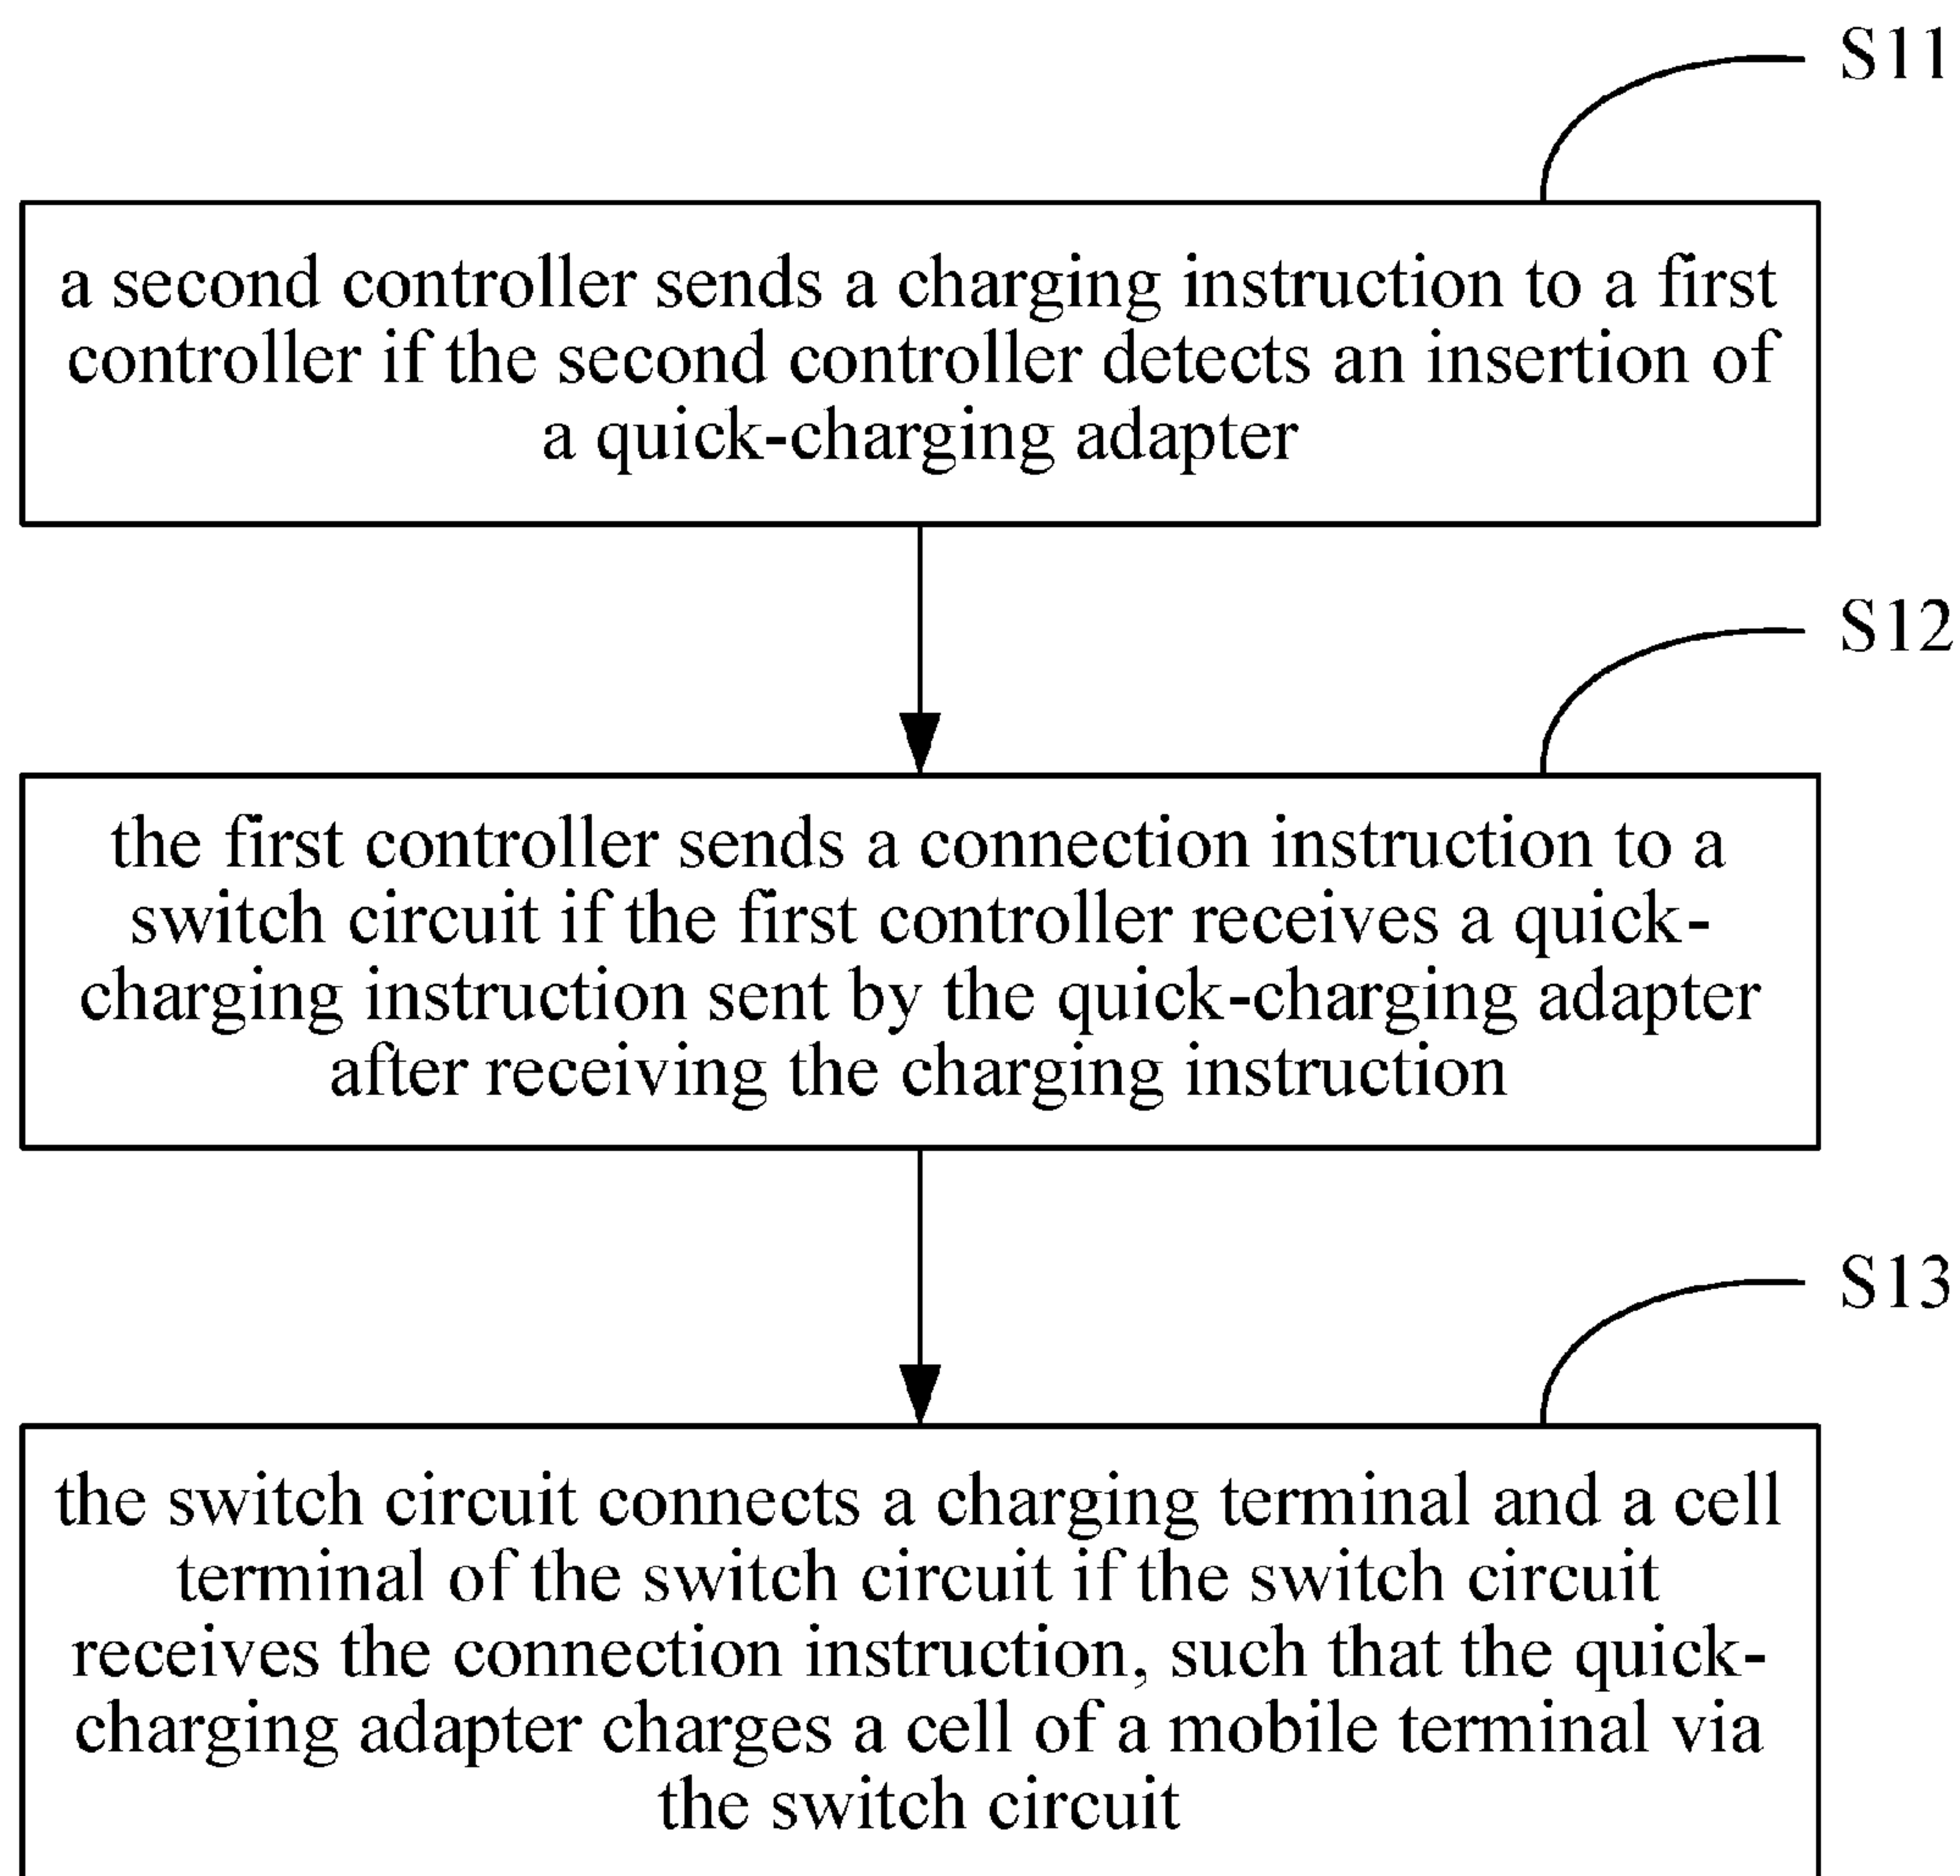 S11
a second controller sends a charging instruction to a first
controller if the second controller detects an insertion of
a quick-charging adapter
S12
the first controller sends a connection instruction to a
switch circuit if the first controller receives a quick-
charging instruction sent by the quick-charging adapter
after receiving the charging instruction
S13
the switch circuit connects a charging terminal and a cell
terminal of the switch circuit if the switch circuit
receives the connection instruction, such that the quick-
charging adapter charges a cell of a mobile terminal via
the switch circuit